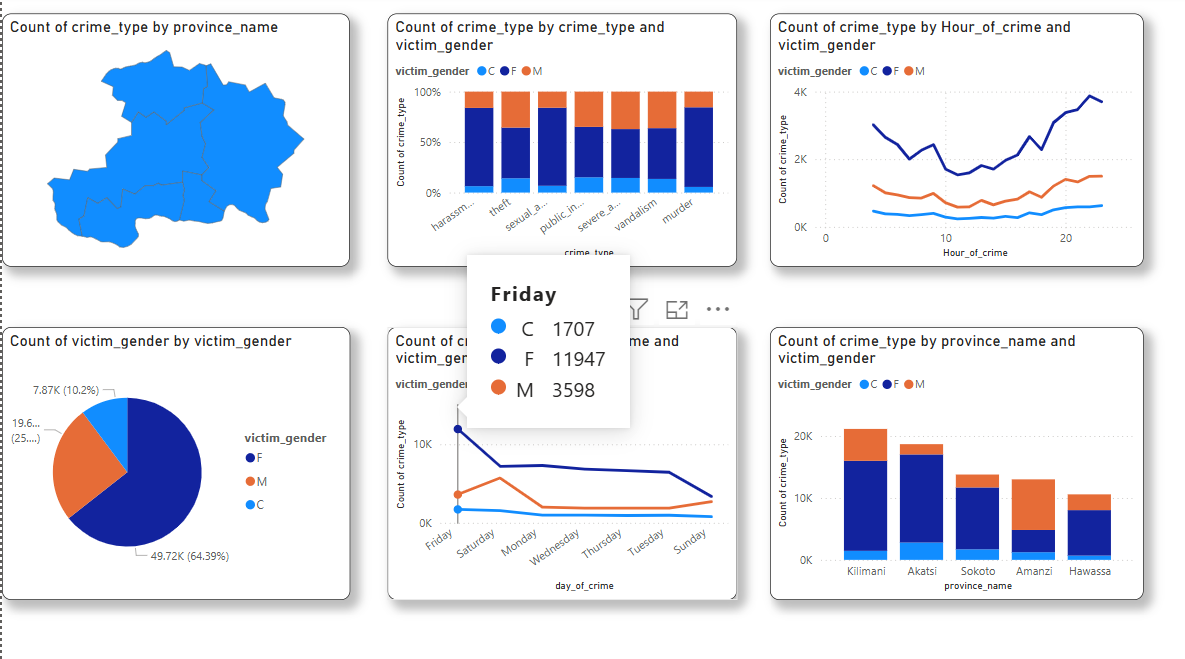 Count of crime_type by province_name
Count of crime_type by crime_type and
victim_gender
victim_gender C F M
Count of crime_type
100%
50%
0%
harassm...
theft
sexual_a...
public_in...
severe_a...
vandalism
murder
crime_type
Count of crime_type by Hour_of_crime and
victim_gender
victim_gender C F M
Count of crime_type
4K
2K
0K
0 10 20
Hour_of_crime
Count of victim_gender by victim_gender
7.87K (10.2%)
19.6...
(25....)
49.72K (64.39%)
victim_gender
F
M
C
Friday
C 1707
F 11947
M 3598
Count of cr
me and
victim_gen
victim_gender
Count of crime_type
10K
0K
Friday
Saturday
Monday
Wednesday
Thursday
Tuesday
Sunday
day_of_crime
Count of crime_type by province_name and
victim_gender
victim_gender C F M
Count of crime_type
20K
10K
0K
Kilimani Akatsi Sokoto Amanzi Hawassa
province_name